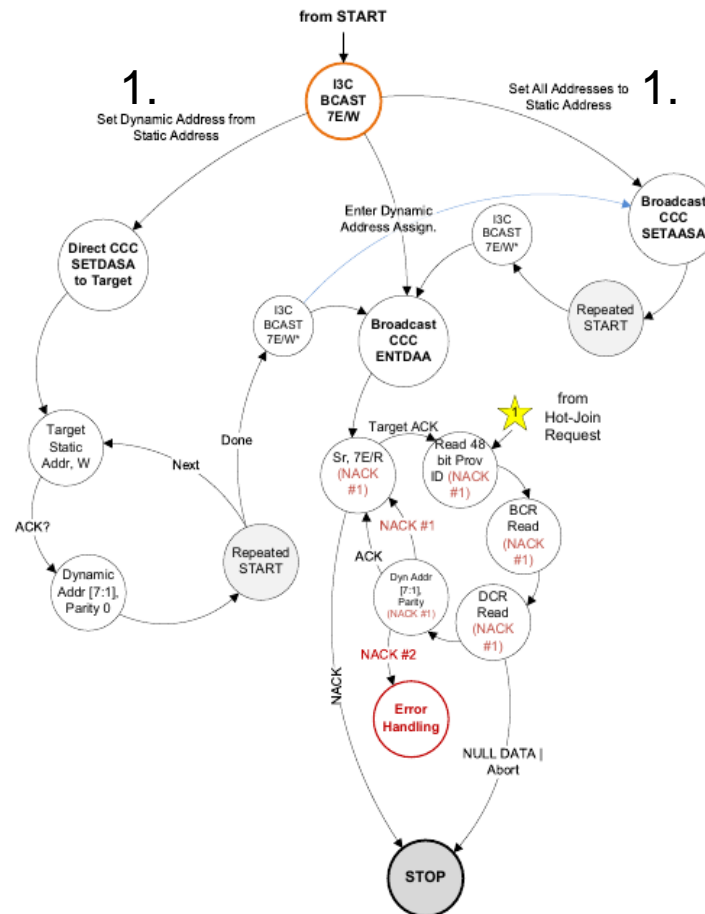 from START
1.
I3C
BCAST
7E/W
Set All Addresses to
Static Address
1.
Set Dynamic Address from
Static Address
Direct CCC
SETDASA
to Target
Enter Dynamic
Address Assign.
I3C
BCAST
7E/W*
Broadcast
CCC
SETAASA
I3C
BCAST
7E/W*
Broadcast
CCC
ENTDAA
Repeated
START
1
from
Hot-Join
Request
Target
Static
Addr, W
Next
Done
Sr, 7E/R
(NACK
#1)
Target ACK
Read 48
bit Prov
ID (NACK
#1)
BCR
Read
(NACK
#1)
ACK?
NACK #1
ACK
Repeated
START
Dynamic
Addr [7:1],
Parity 0
Dyn Addr
[7:1],
Parity
(NACK #1)
DCR
Read
(NACK
#1)
NACK #2
NACK
Error
Handling
NULL DATA |
Abort
STOP